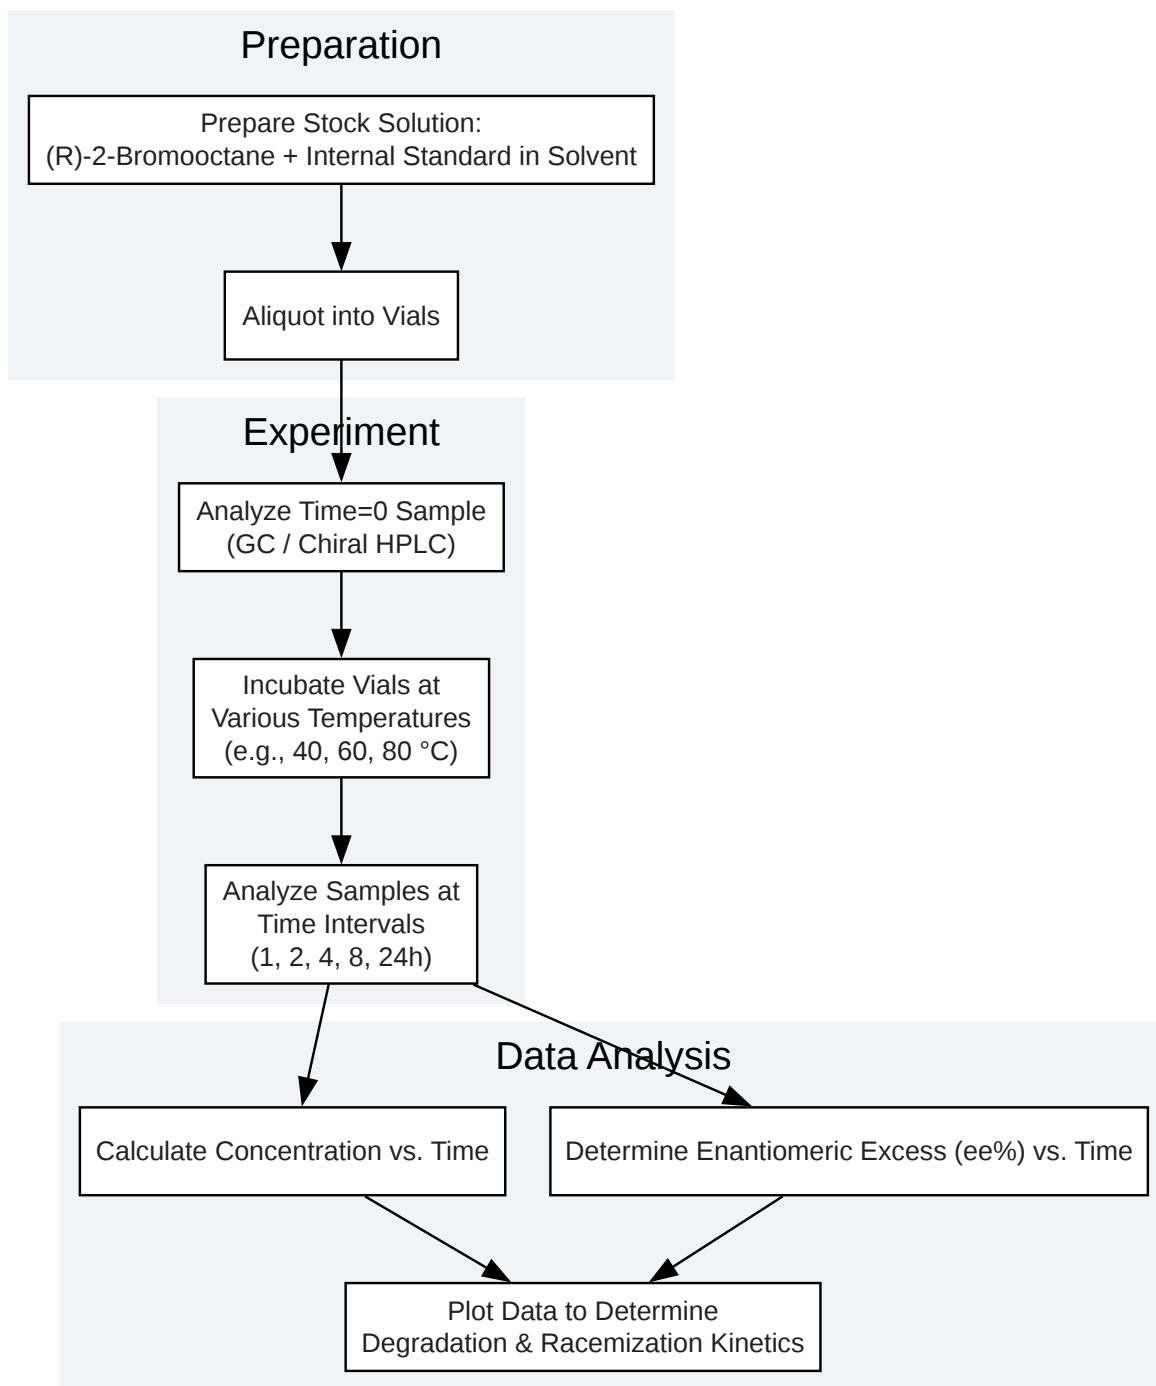 Preparation
Prepare Stock Solution:
(R)-2-Bromooctane + Internal Standard in Solvent
Aliquot into Vials
Experiment
Analyze Time=0 Sample
(GC / Chiral HPLC)
Incubate Vials at
Various Temperatures
(e.g., 40, 60, 80 °C)
Analyze Samples at
Time Intervals
(1, 2, 4, 8, 24h)
Data Analysis
Calculate Concentration vs. Time
Determine Enantiomeric Excess (ee%) vs. Time
Plot Data to Determine
Degradation & Racemization Kinetics